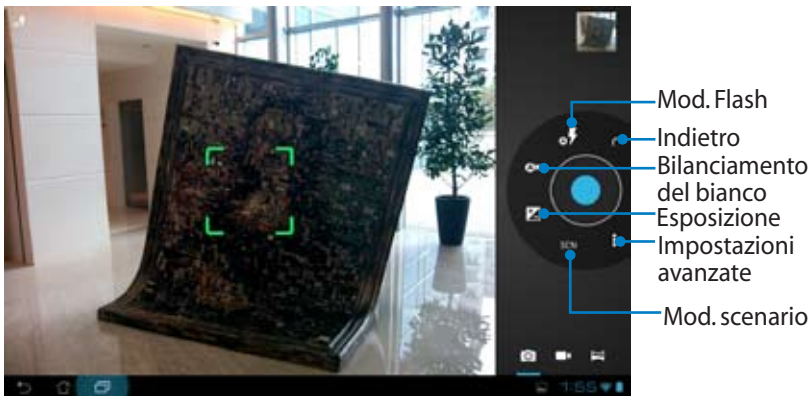 Mod. Flash
Indietro
Bilanciamento
del bianco
Esposizione
SCN
Impostazioni
avanzate
Mod. scenario
1:55